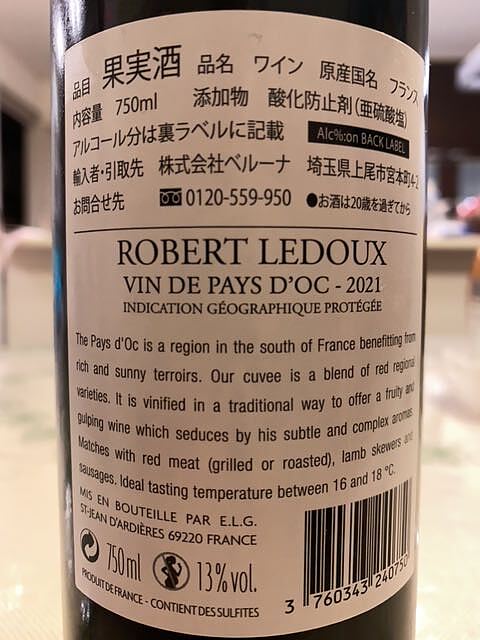 品目 果実酒 品名 ワイン 原産国名 フランス
内容量 750ml 添加物 酸化防止剤(亜硫酸塩)
アルコール分は裏ラベルに記載 Alc%:on BACK LABEL
輸入者・引取先 株式会社ベルーナ 埼玉県上尾市宮本町4-2
お問合せ先 0120-559-950 ●お酒は20歳を過ぎてから
ROBERT LEDOUX
VIN DE PAYS D'OC - 2021
INDICATION GÉOGRAPHIQUE PROTÉGÉE
The Pays d'Oc is a region in the south of France benefitting from
rich and sunny terroirs. Our cuvee is a blend of red regional
varieties. It is vinified in a traditional way to offer a fruity and
gulping wine which seduces by his subtle and complex aromas.
Matches with red meat (grilled or roasted), lamb skewers and
sausages. Ideal tasting temperature between 16 and 18 °C.
MIS EN BOUTEILLE PAR E.L.G.
ST-JEAN D'ARDIÈRES 69220 FRANCE
750ml 13% vol.
PRODUIT DE FRANCE - CONTIENT DES SULFITES
3 760343 240750